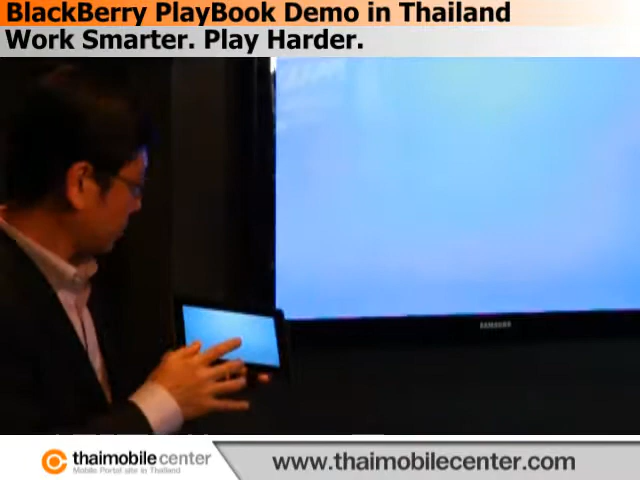 BlackBerry PlayBook Demo in Thailand
Work Smarter. Play Harder.
SAMSUNG
thaimobilecenter
Mobile Portal site in Thailand
www.thaimobilecenter.com